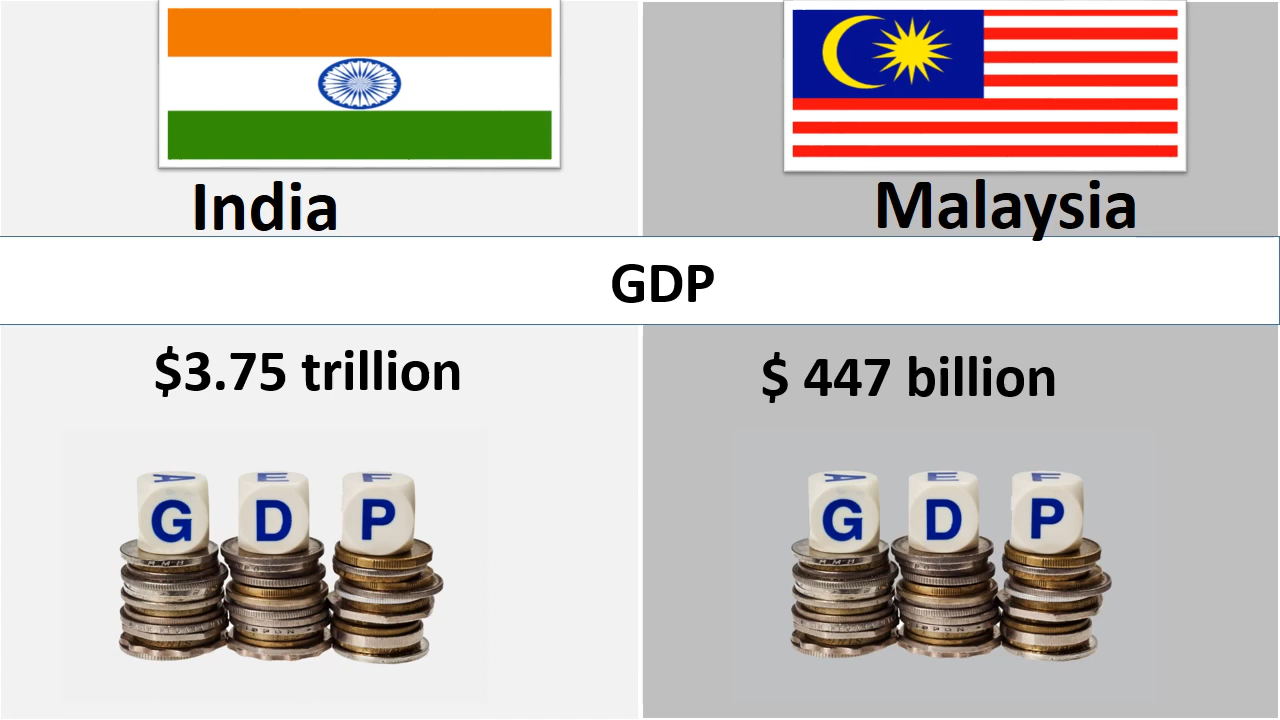 India
Malaysia
GDP
$3.75 trillion
$ 447 billion
A E F
G D P
A E F
G D P